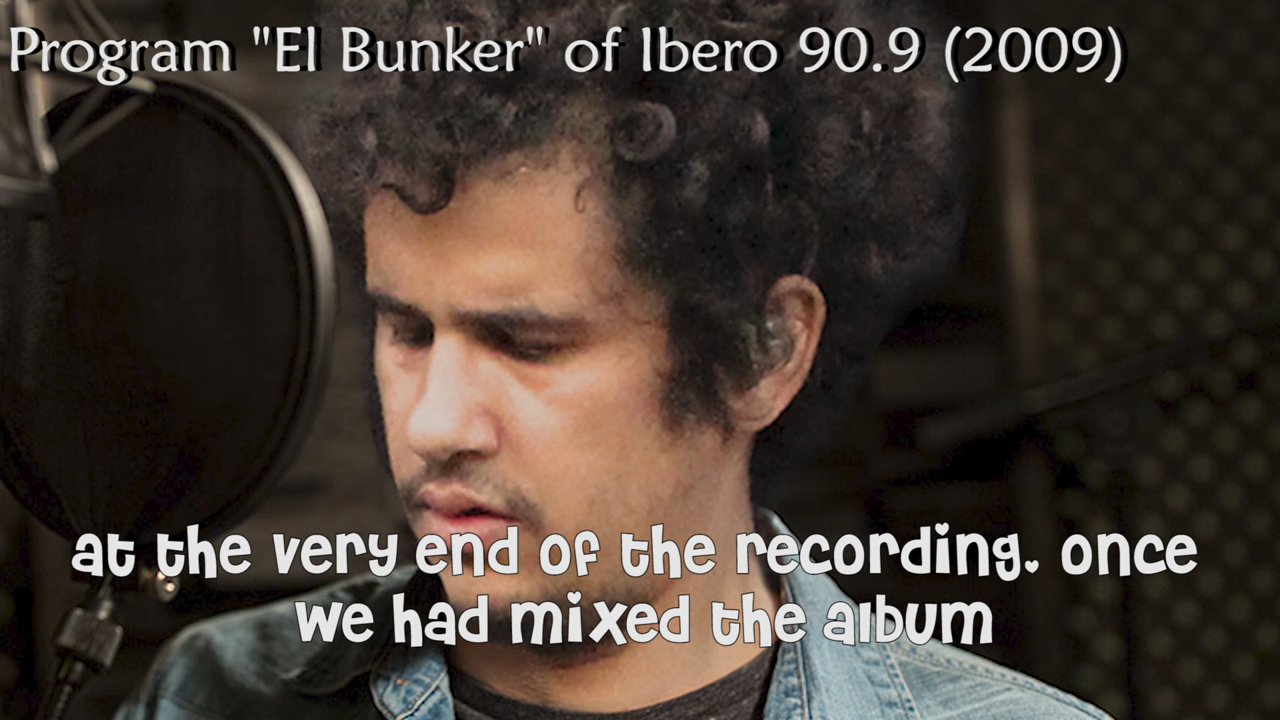 Program "El Bunker" of Ibero 90.9 (2009)
at the very end of the recording. once
we had mixed the album